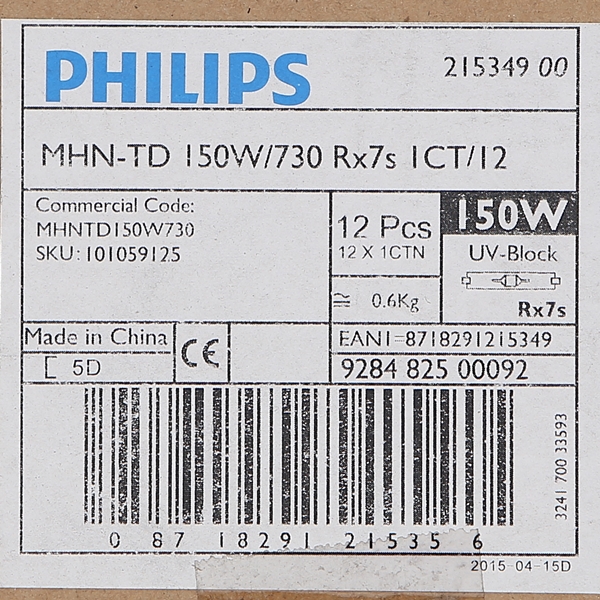 PHILIPS
215349 00
MHN-TD 150W/730 Rx7s 1CT/12
Commercial Code:
MHNTD150W730
SKU: 101059125
12 Pcs
12 X 1CTN
≅ 0.6Kg
150W
UV-Block
Rx7s
Made in China
[ 5D
CE
EAN1=8718291215349
9284 825 00092
3241 700 33593
0 87 18291 21535 6
2015-04-15D